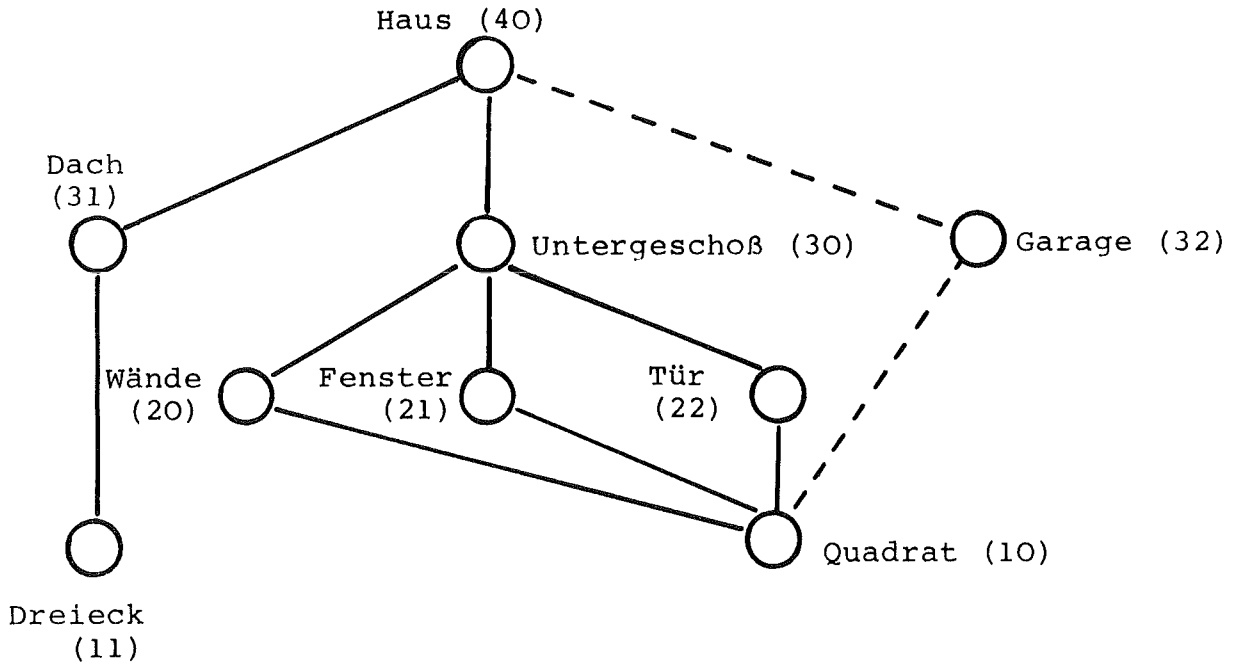 Haus (40)
Dach
(31)
Untergeschoß (30)
Garage (32)
Wände
(20)
Fenster
(21)
Tür
(22)
Quadrat (10)
Dreieck
(11)